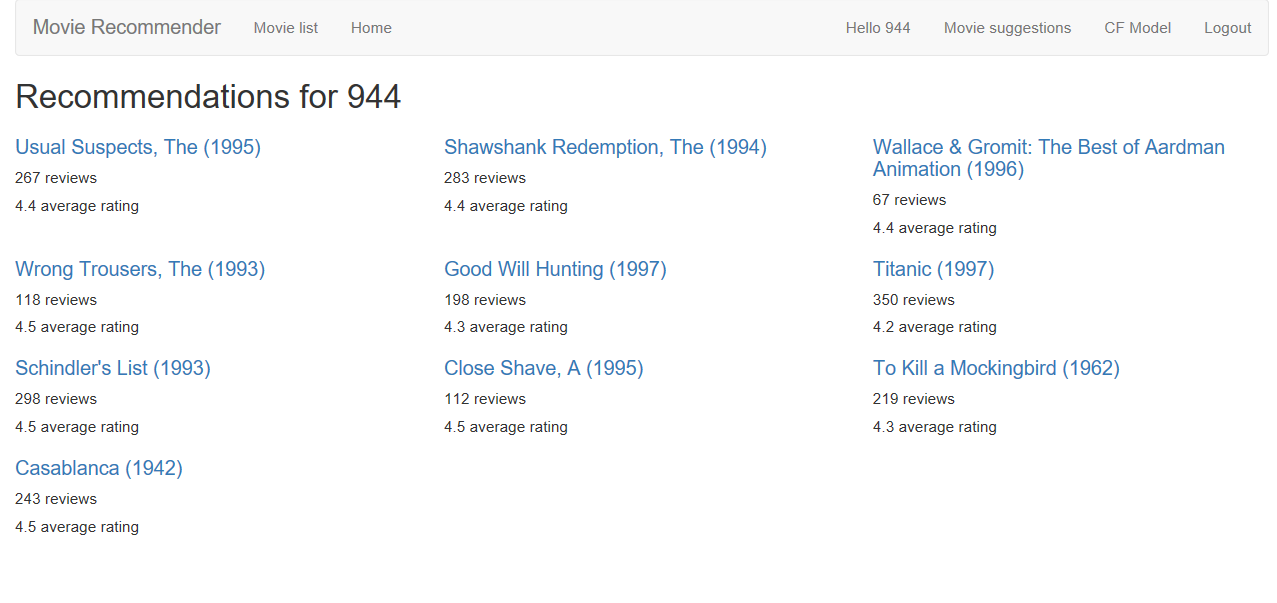 Movie Recommender Movie list Home Hello 944 Movie suggestions CF Model Logout
Recommendations for 944
Usual Suspects, The (1995)
267 reviews
4.4 average rating
Shawshank Redemption, The (1994)
283 reviews
4.4 average rating
Wallace & Gromit: The Best of Aardman
Animation (1996)
67 reviews
4.4 average rating
Wrong Trousers, The (1993)
118 reviews
4.5 average rating
Good Will Hunting (1997)
198 reviews
4.3 average rating
Titanic (1997)
350 reviews
4.2 average rating
Schindler's List (1993)
298 reviews
4.5 average rating
Close Shave, A (1995)
112 reviews
4.5 average rating
To Kill a Mockingbird (1962)
219 reviews
4.3 average rating
Casablanca (1942)
243 reviews
4.5 average rating